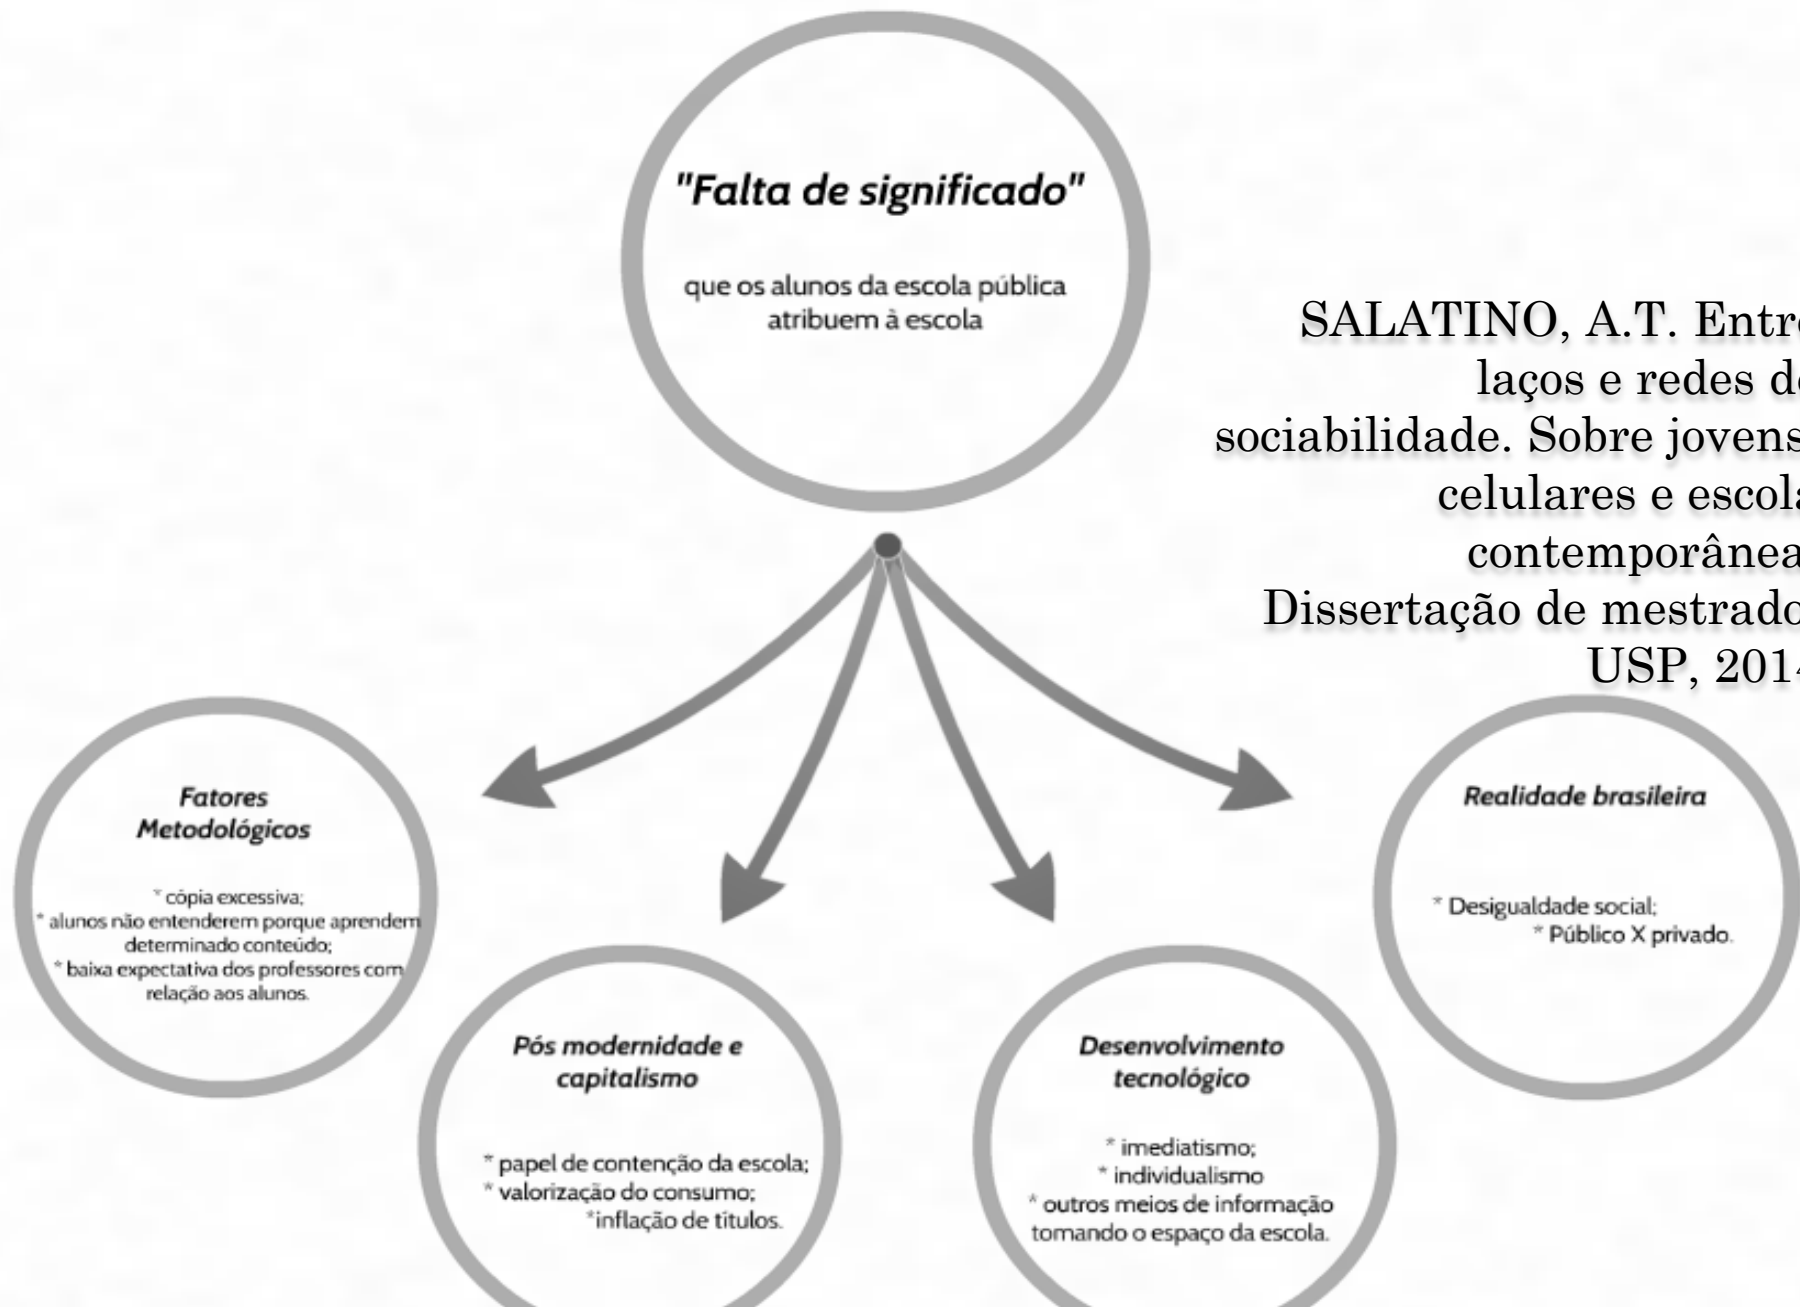 "Falta de significado"
que os alunos da escola pública
atribuem à escola
SALATINO, A.T. Entre
laços e redes de
sociabilidade. Sobre jovens,
celulares e escola
contemporânea.
Dissertação de mestrado,
USP, 2014
Fatores
Metodológicos
* cópia excessiva;
* alunos não entenderem porque aprendem
determinado conteúdo;
* baixa expectativa dos professores com
relação aos alunos.
Pós modernidade e
capitalismo
* papel de contenção da escola;
* valorização do consumo;
*inflação de títulos.
Desenvolvimento
tecnológico
* imediatismo;
* individualismo
* outros meios de informação
tomando o espaço da escola.
Realidade brasileira
* Desigualdade social;
* Público X privado.